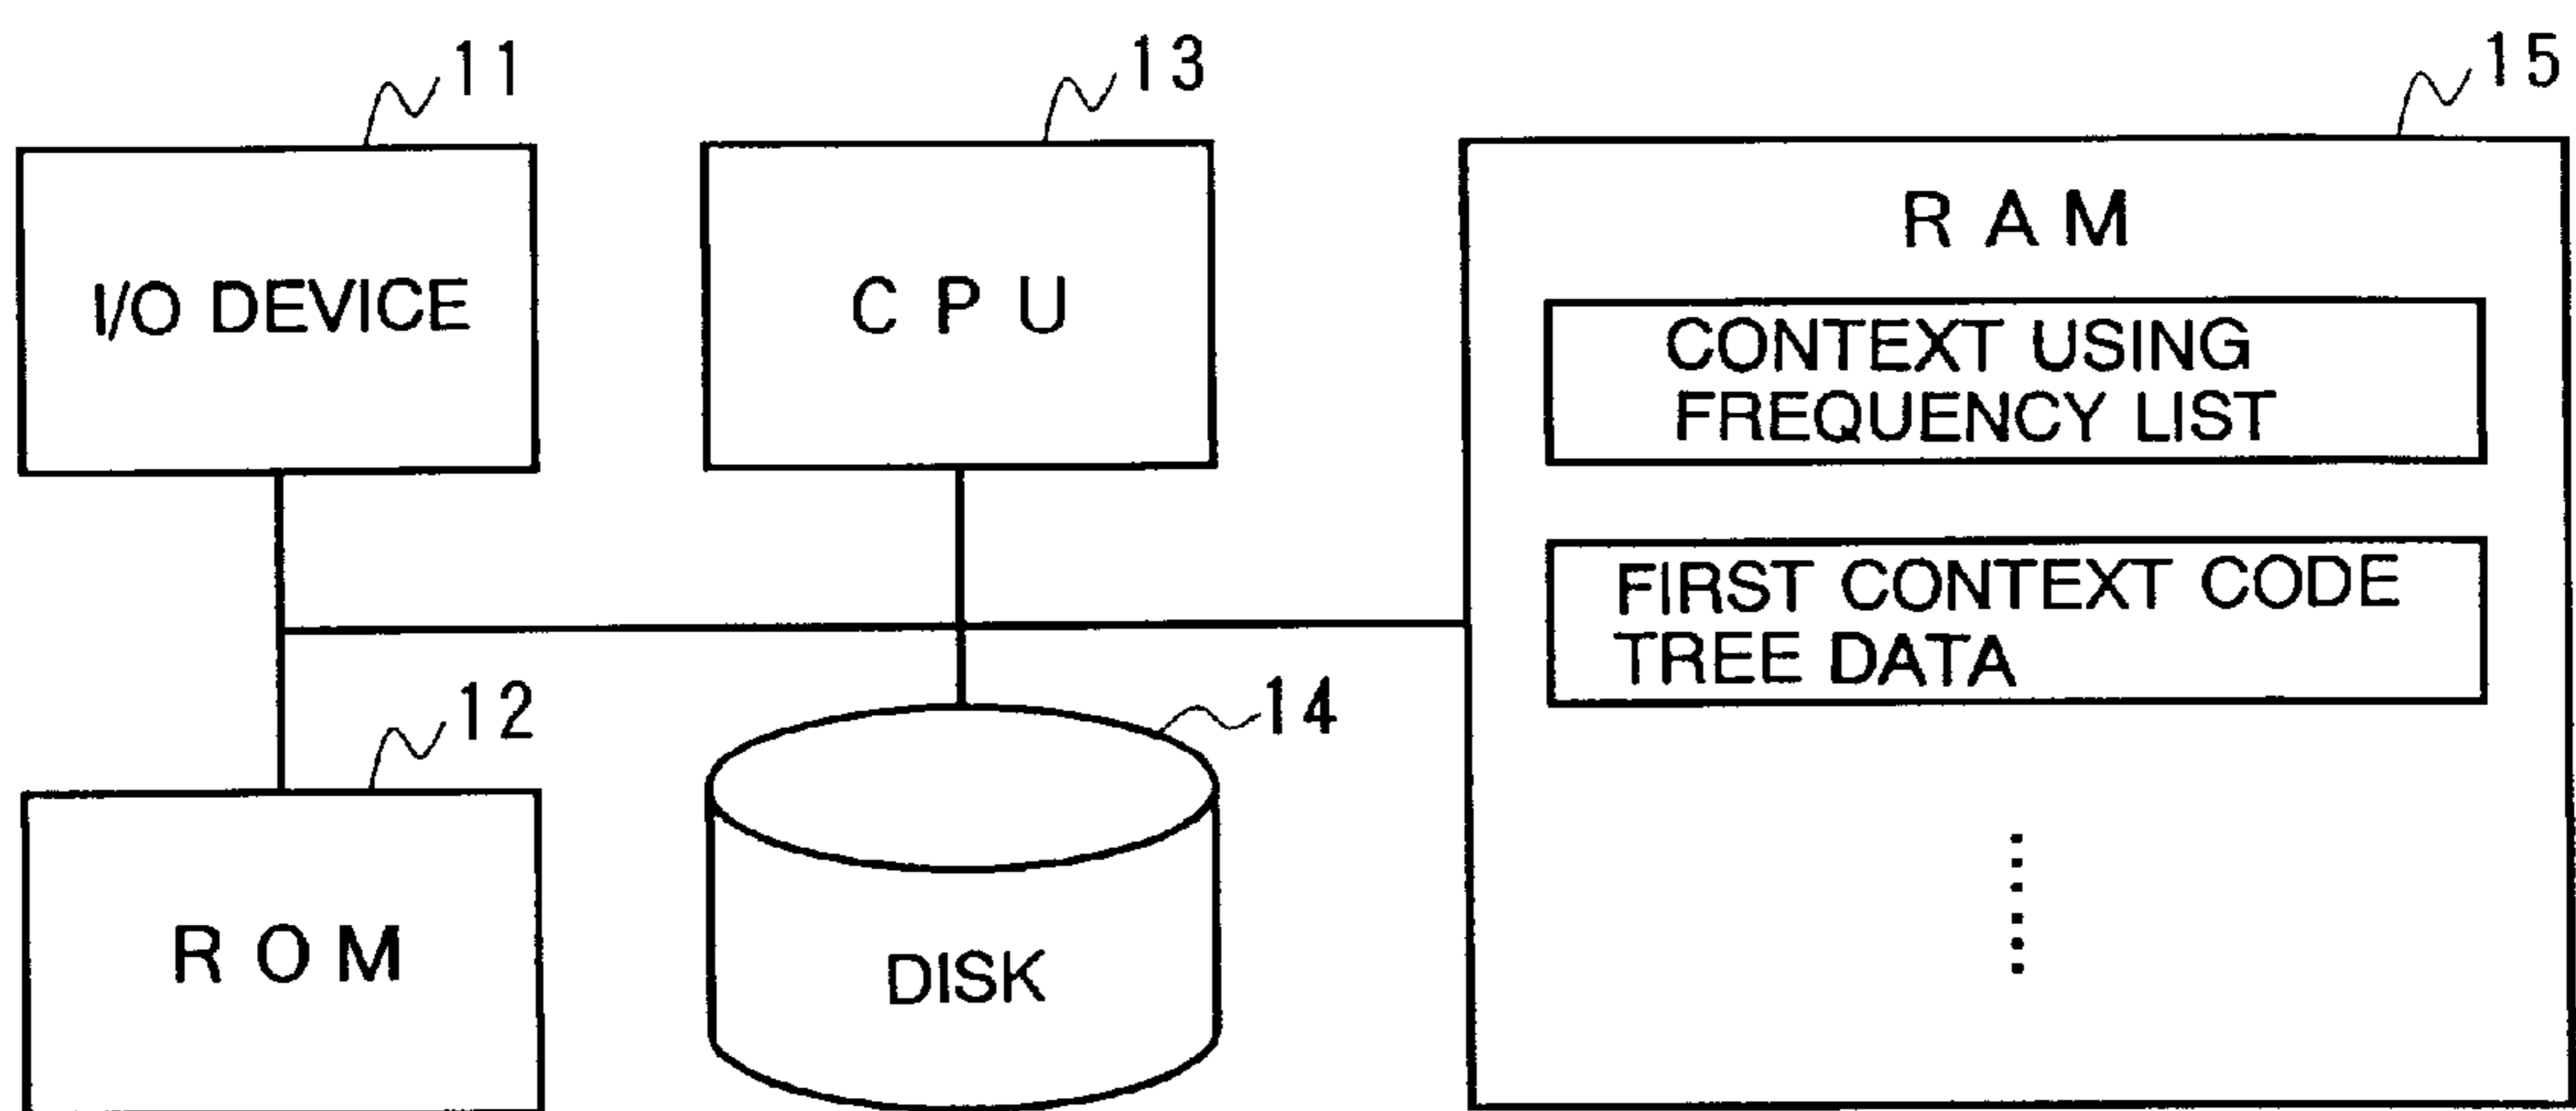 11
13
15
I/O DEVICE
C P U
R A M
CONTEXT USING
FREQUENCY LIST
FIRST CONTEXT CODE
TREE DATA
12
14
R O M
DISK